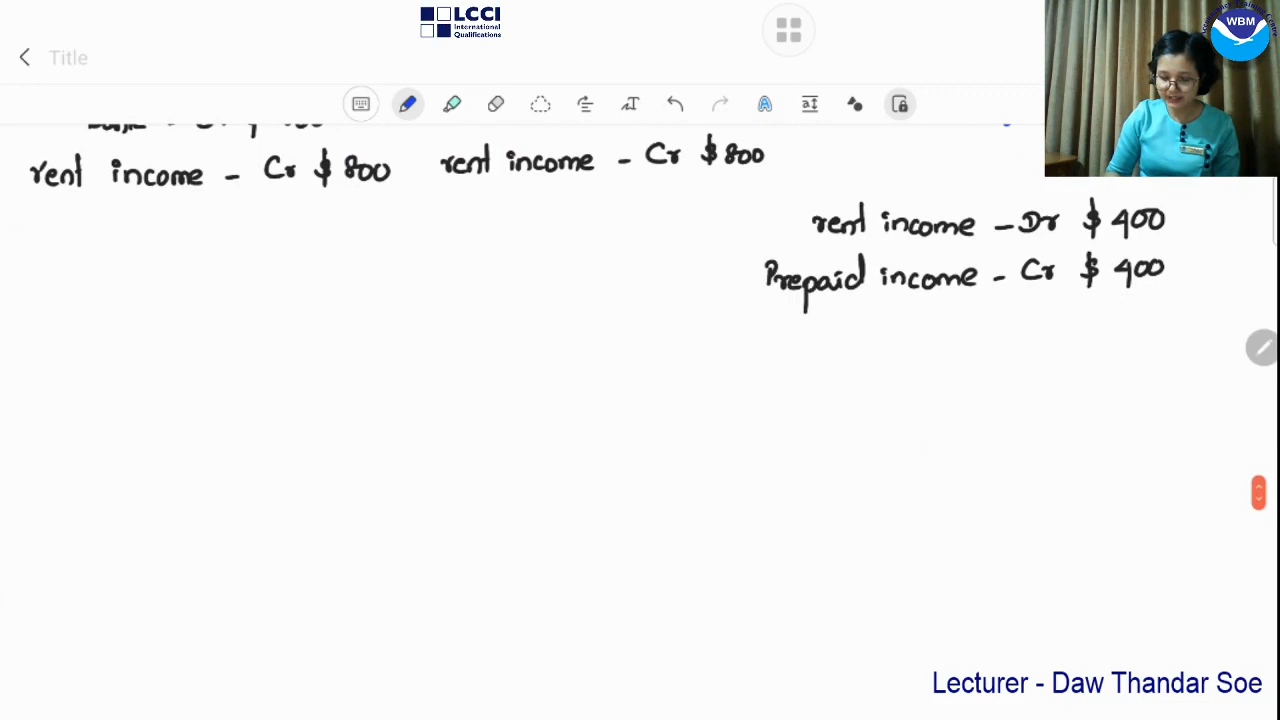 LCCI
International
Qualifications
WBM
Title
rent income - Cr $ 800
rent income - Cr $ 800
rent income - Dr $ 400
Prepaid income - Cr $ 400
Lecturer - Daw Thandar Soe